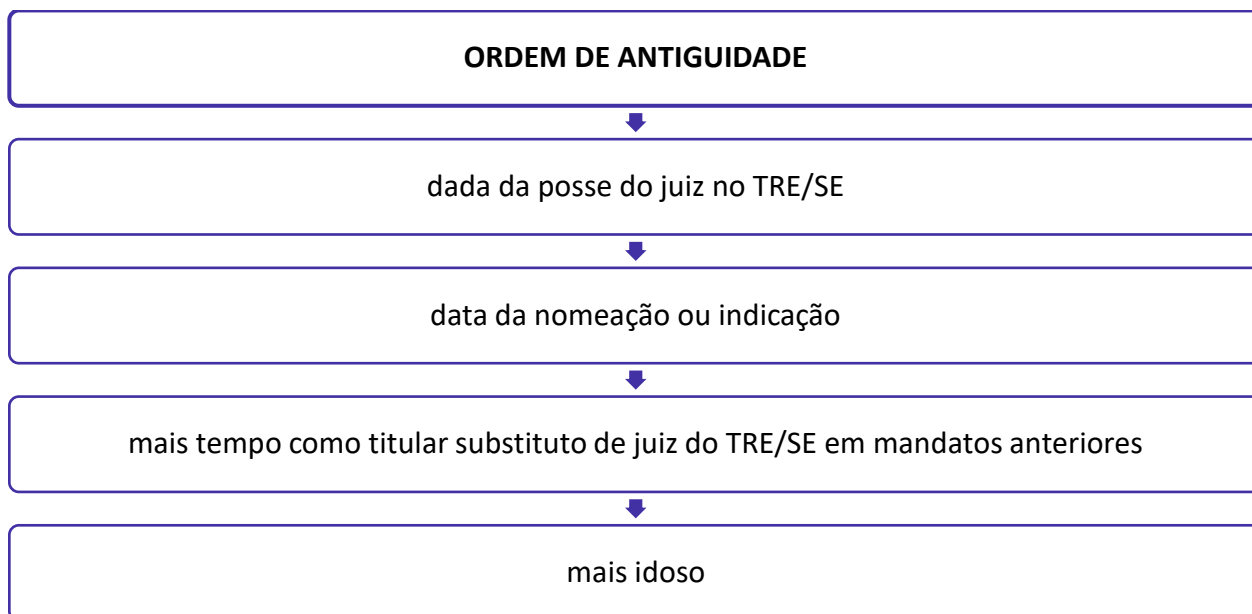 ORDEM DE ANTIGUIDADE
dada da posse do juiz no TRE/SE
data da nomeação ou indicação
mais tempo como titular substituto de juiz do TRE/SE em mandatos anteriores
mais idoso